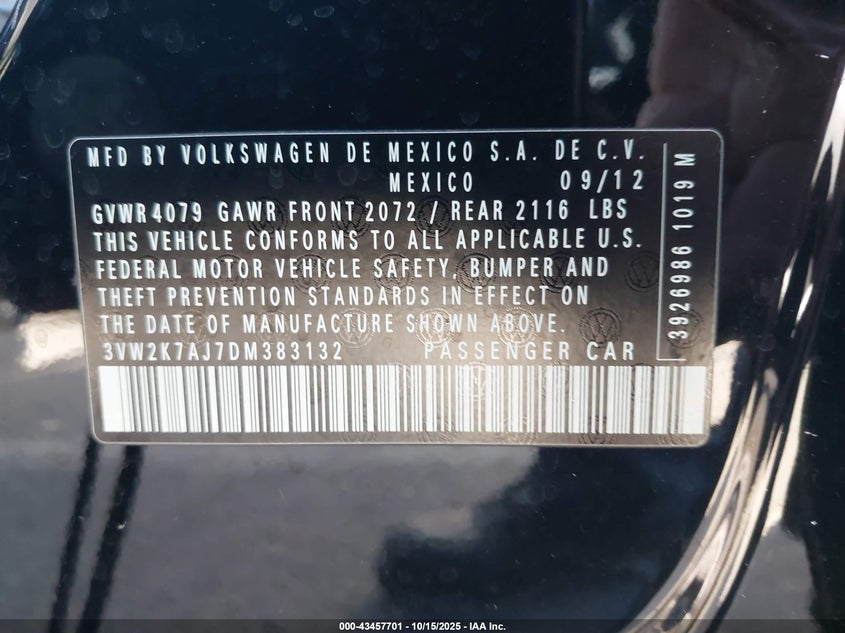 MFD BY VOLKSWAGEN DE MEXICO S.A. DE C.V.
MEXICO 09/12
GVWR 4079 GAWR FRONT 2072 / REAR 2116 LBS
THIS VEHICLE CONFORMS TO ALL APPLICABLE U.S.
FEDERAL MOTOR VEHICLE SAFETY, BUMPER AND
THEFT PREVENTION STANDARDS IN EFFECT ON
THE DATE OF MANUFACTURE SHOWN ABOVE.
3VW2K7AJ7DM383132 PASSENGER CAR
3926986 1019 M
000-43457701 - 10/15/2025 - IAA Inc.